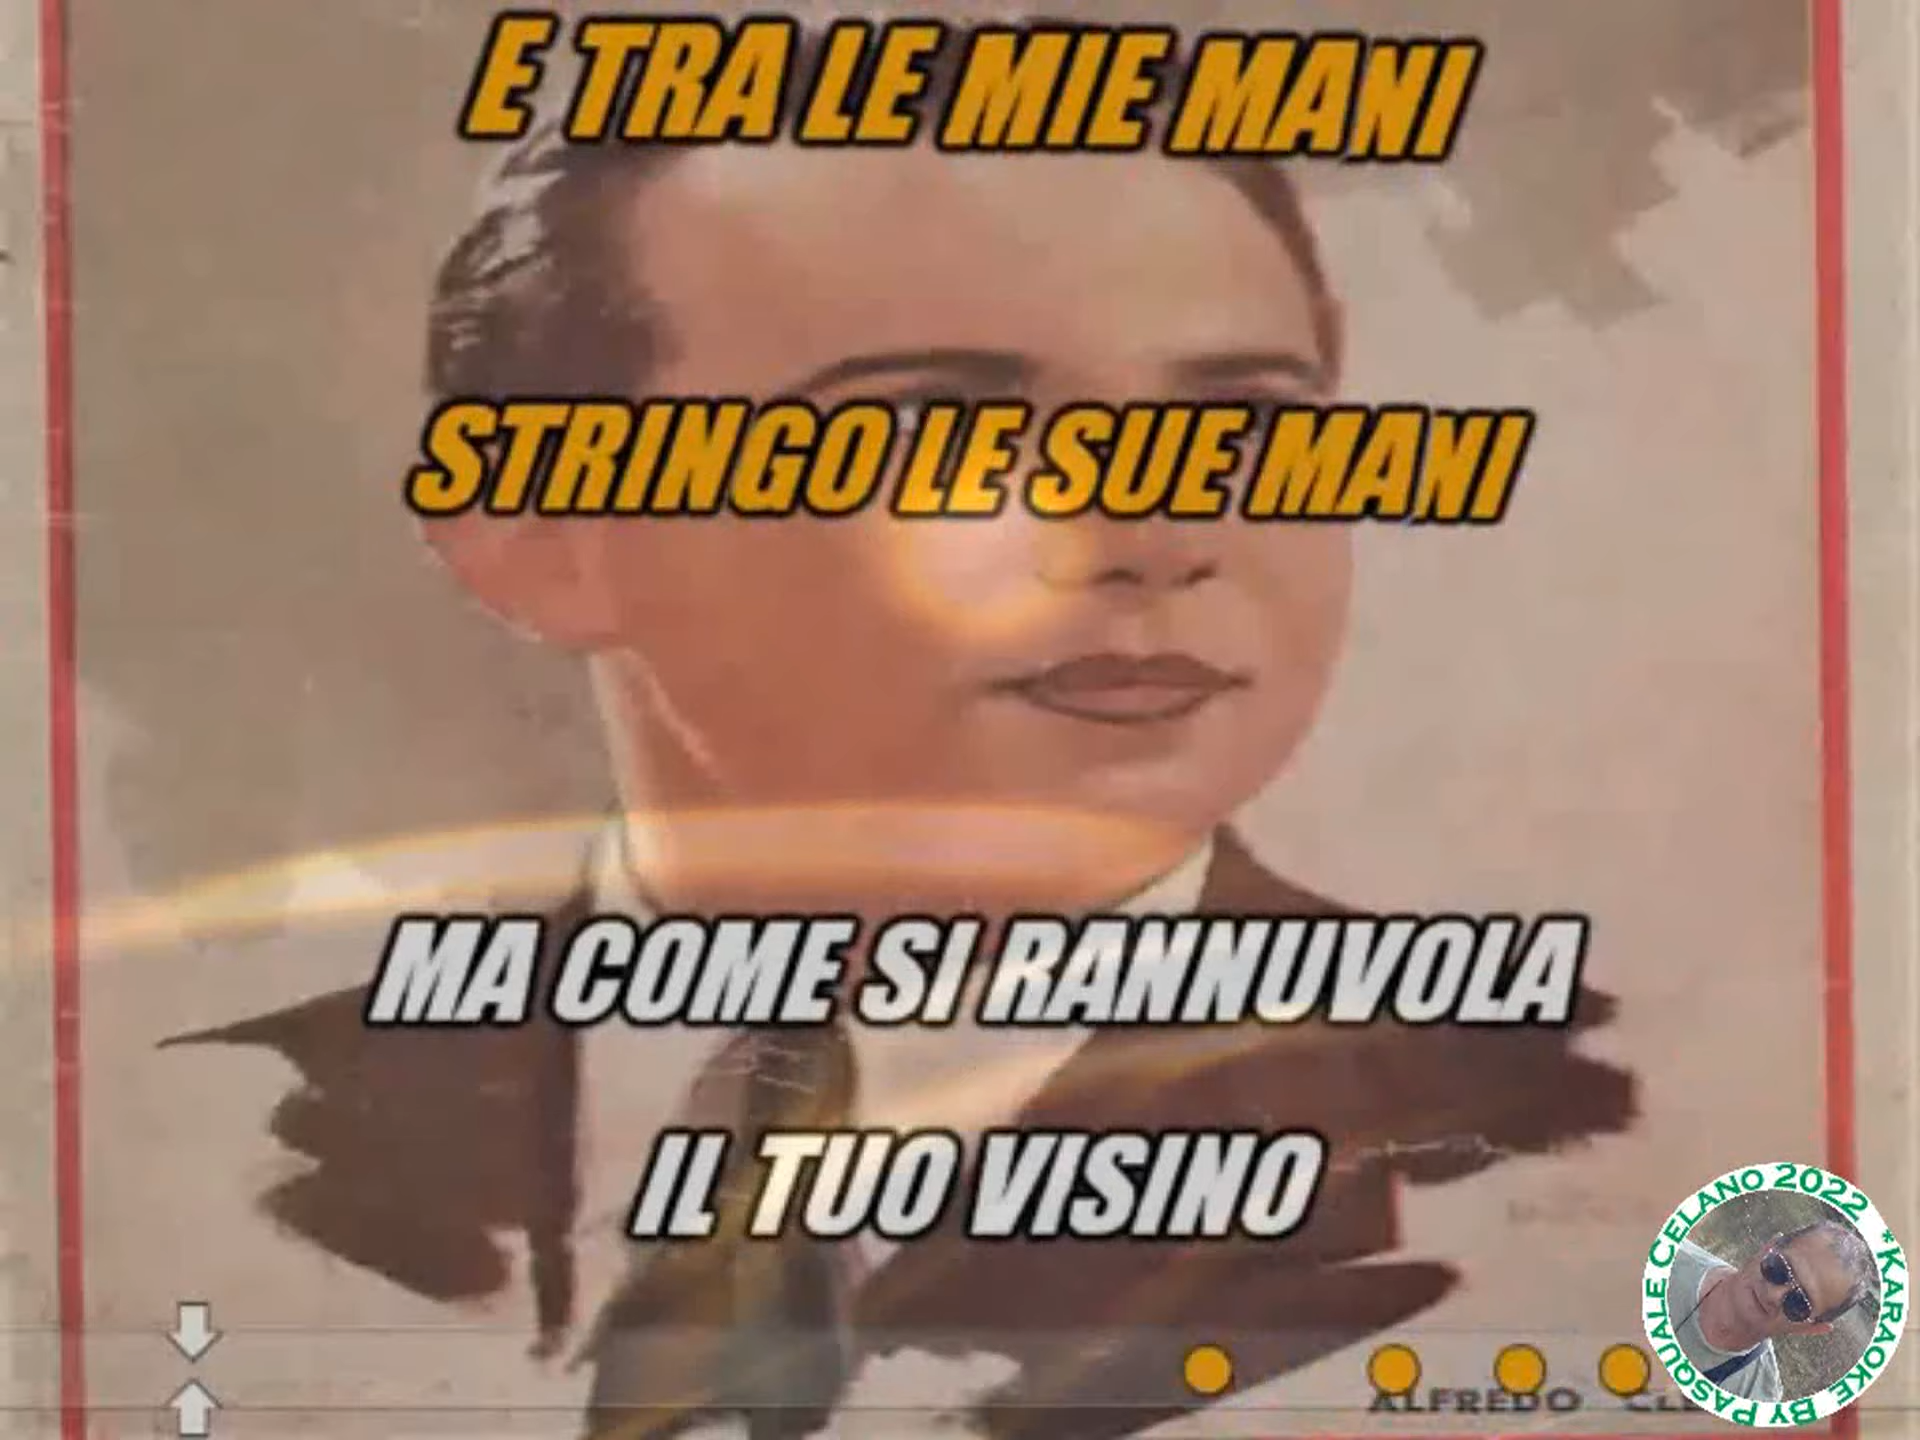 E TRA LE MIE MANI
STRINGO LE SUE MANI
MA COME SI RANNUVOLA
IL TUO VISINO
ALFREDO
PASQUALE CELANO 2022 *KARAOKE BY